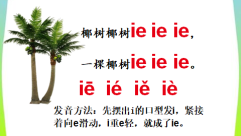 椰树椰树ie ie ie，
一棵椰树ie ie ie。
iē ié iě iè
发音方法：先摆出i的口型发i，紧接
着向e滑动，i重e轻，就成了ie。